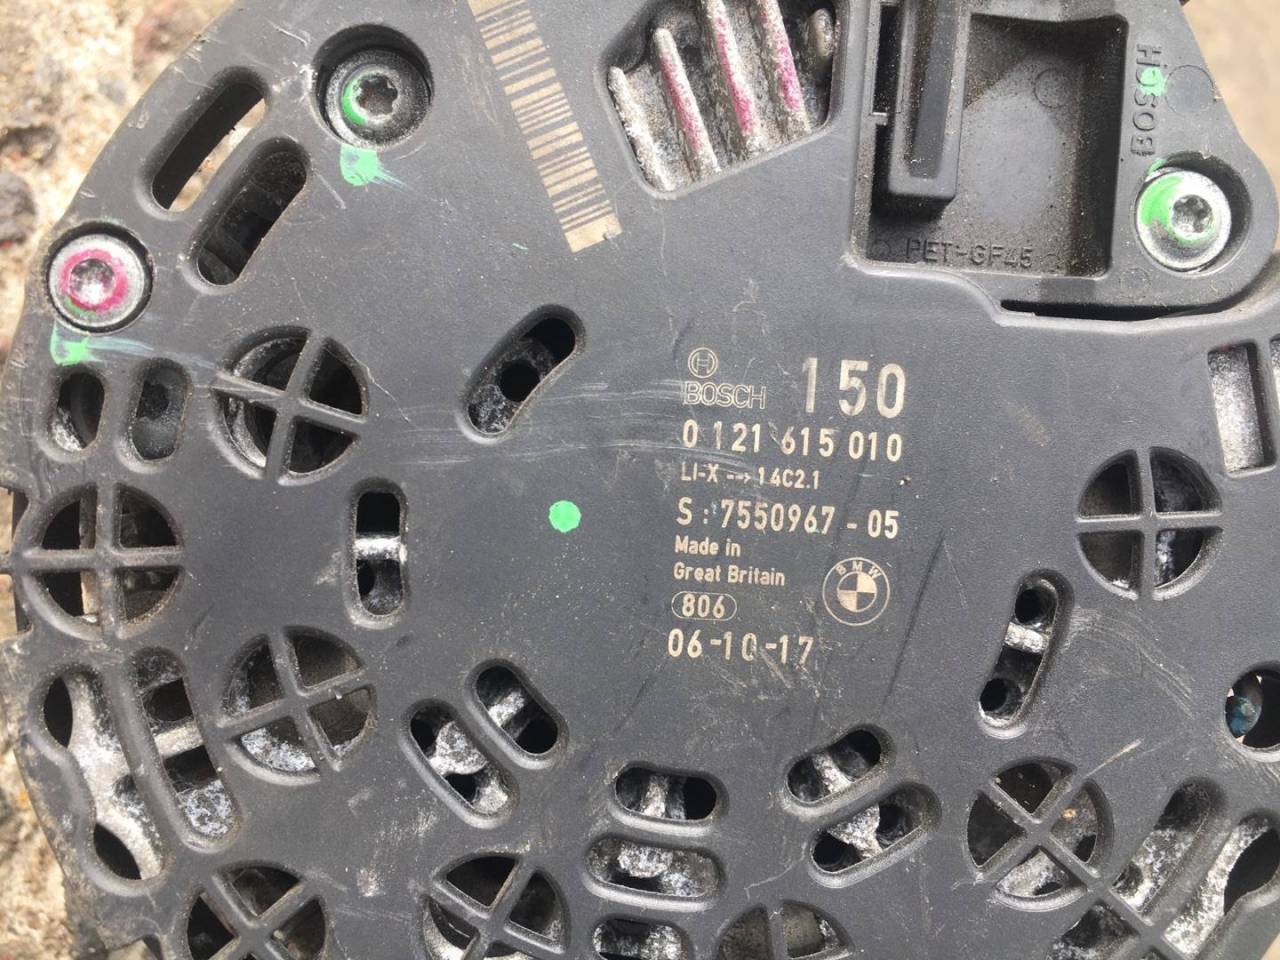 BOSCH
PET-GF45
BOSCH 150
0 121 615 010
LI-X --> 14C2.1
S : 7550967 - 05
Made in
Great Britain
BMW
806
06-10-17